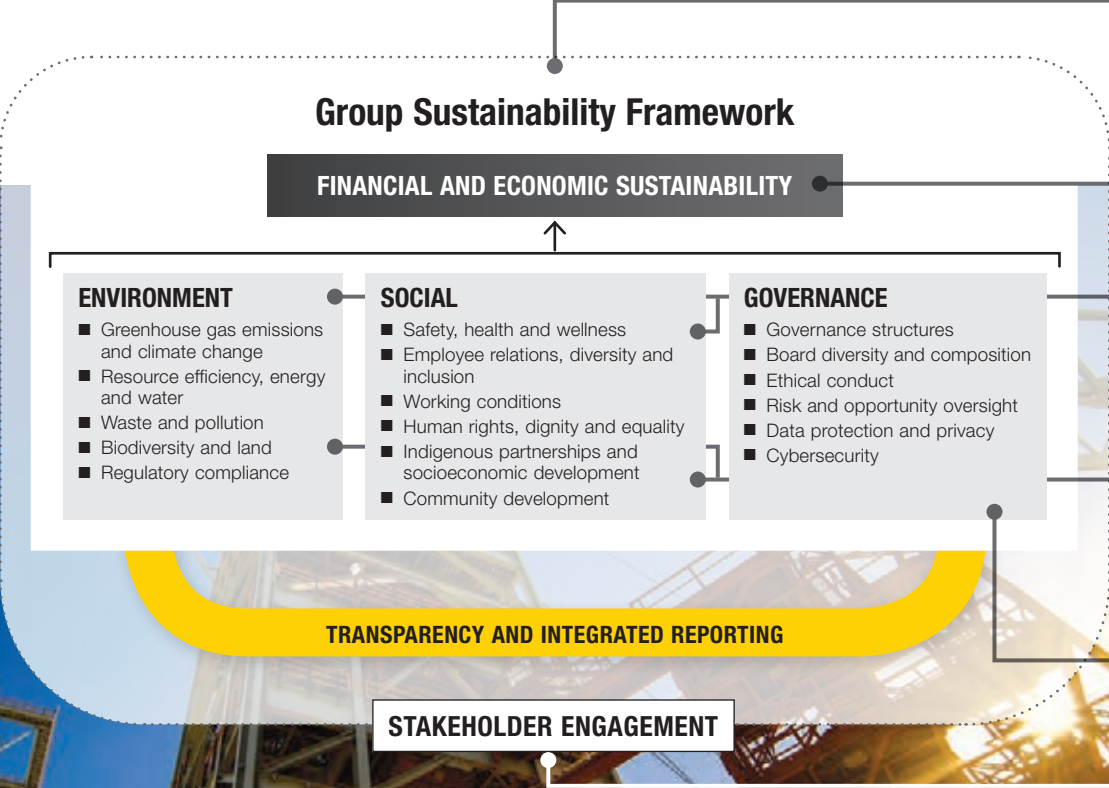 Group Sustainability Framework
FINANCIAL AND ECONOMIC SUSTAINABILITY
ENVIRONMENT
■ Greenhouse gas emissions
and climate change
■ Resource efficiency, energy
and water
■ Waste and pollution
■ Biodiversity and land
■ Regulatory compliance
SOCIAL
■ Safety, health and wellness
■ Employee relations, diversity and
inclusion
■ Working conditions
■ Human rights, dignity and equality
■ Indigenous partnerships and
socioeconomic development
■ Community development
GOVERNANCE
■ Governance structures
■ Board diversity and composition
■ Ethical conduct
■ Risk and opportunity oversight
■ Data protection and privacy
■ Cybersecurity
TRANSPARENCY AND INTEGRATED REPORTING
STAKEHOLDER ENGAGEMENT